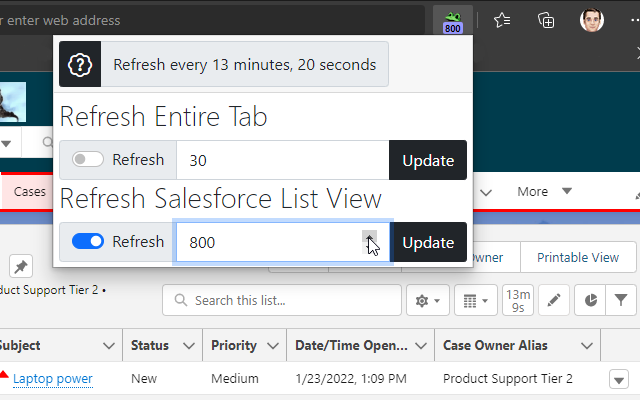 r enter web address
800
Refresh every 13 minutes, 20 seconds
Refresh Entire Tab
Refresh
30
Update
Refresh Salesforce List View
Refresh
800
Update
Cases
More
Owner
Printable View
duct Support Tier 2 •
Search this list...
13m
9s
Subject
Status
Priority
Date/Time Open...
Case Owner Alias
Laptop power
New
Medium
1/23/2022, 1:09 PM
Product Support Tier 2